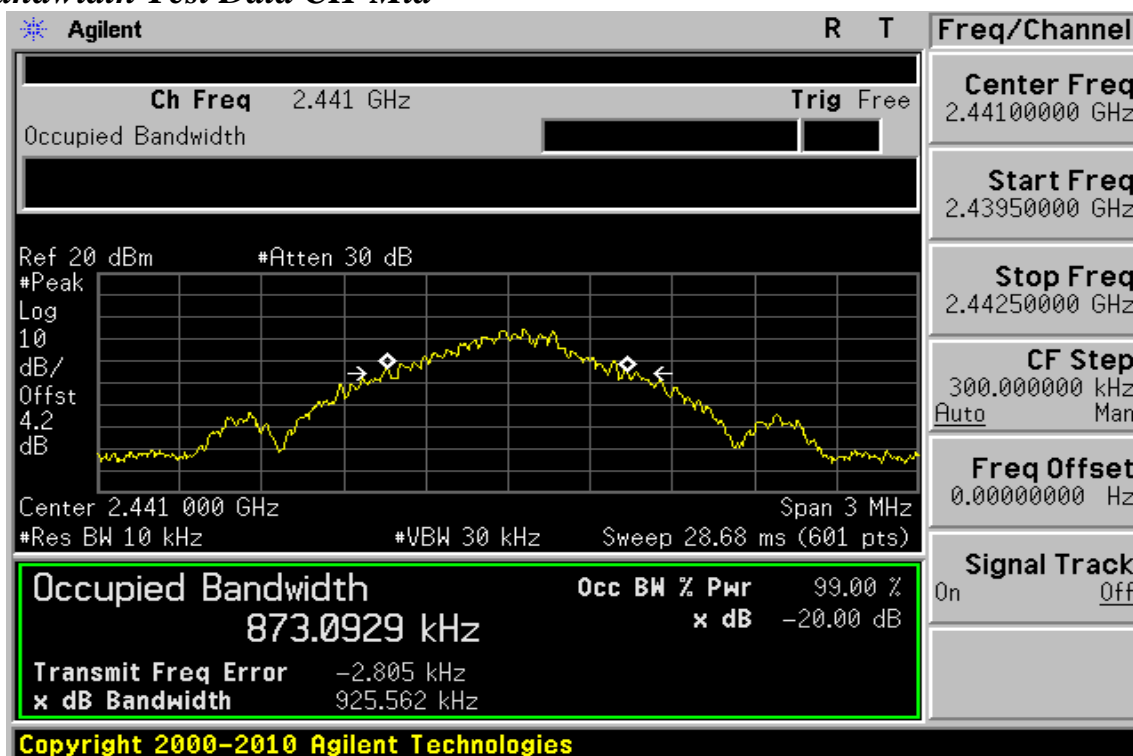 Bandwidth Test Data CH-Mid
Agilent R T
Freq/Channel
Ch Freq 2.441 GHz Trig Free
Occupied Bandwidth
Center Freq
2.44100000 GHz
Start Freq
2.43950000 GHz
Stop Freq
2.44250000 GHz
CF Step
300.000000 kHz
Auto Man
Freq Offset
0.00000000 Hz
Signal Track
On Off
Ref 20 dBm #Atten 30 dB
#Peak
Log
10
dB/
Offst
4.2
dB
Center 2.441 000 GHz Span 3 MHz
#Res BW 10 kHz #VBW 30 kHz Sweep 28.68 ms (601 pts)
Occupied Bandwidth Occ BW % Pwr 99.00 %
873.0929 kHz x dB -20.00 dB
Transmit Freq Error -2.805 kHz
x dB Bandwidth 925.562 kHz
Copyright 2000-2010 Agilent Technologies